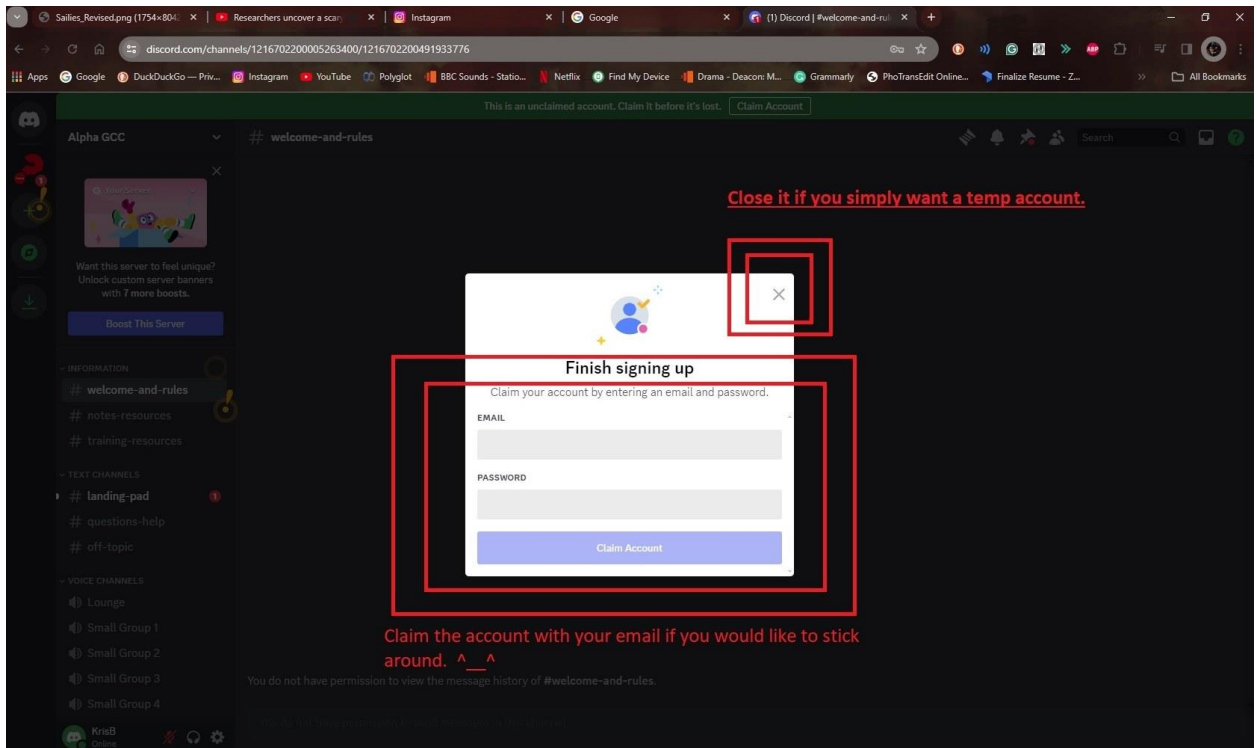 Sailies_Revised.png (1754×804
Researchers uncover a scary
Instagram
Google
(1) Discord | #welcome-and-rul
discord.com/channels/1216702200005263400/1216702200491933776
Apps
Google
DuckDuckGo — Priv...
Instagram
YouTube
Polyglot
BBC Sounds - Statio...
Netflix
Find My Device
Drama - Deacon: M...
Grammarly
PhoTransEdit Online...
Finalize Resume - Z...
All Bookmarks
This is an unclaimed account. Claim it before it's lost. Claim Account
Alpha GCC
# welcome-and-rules
Search
Close it if you simply want a temp account.
Want this server to feel unique?
Unlock custom server banners
with 7 more boosts.
Boost This Server
INFORMATION
# welcome-and-rules
# notes-resources
# training-resources
TEXT CHANNELS
# landing-pad 1
# questions-help
# off-topic
VOICE CHANNELS
Lounge
Small Group 1
Small Group 2
Small Group 3
Small Group 4
KrisB
Online
Finish signing up
Claim your account by entering an email and password.
EMAIL
PASSWORD
Claim Account
Claim the account with your email if you would like to stick
around. ^__^
You do not have permission to view the message history of #welcome-and-rules.